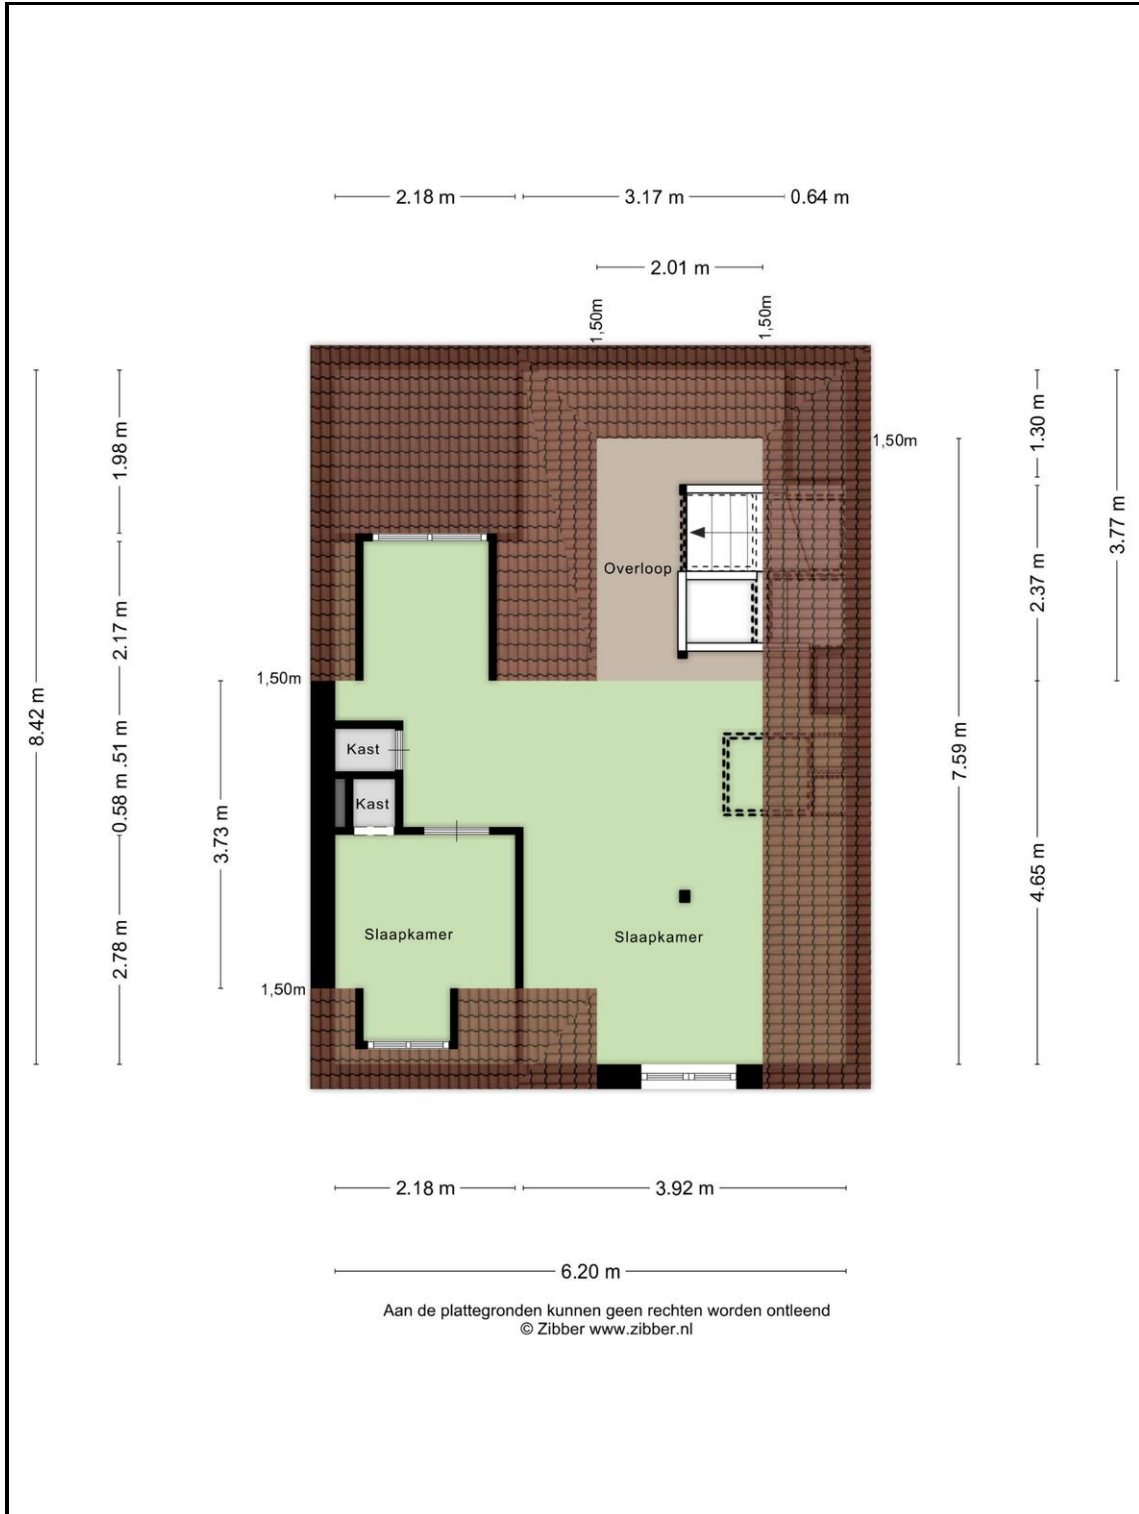 2.18 m 3.17 m 0.64 m
2.01 m
1,50m 1,50m
1.98 m
1.30 m
1,50m
3.77 m
Overloop
2.37 m
2.17 m
1,50m
8.42 m
.51 m
Kast
7.59 m
0.58 m
Kast
3.73 m
4.65 m
Slaapkamer
Slaapkamer
2.78 m
1,50m
2.18 m 3.92 m
6.20 m
Aan de plattegronden kunnen geen rechten worden ontleend
© Zibber www.zibber.nl